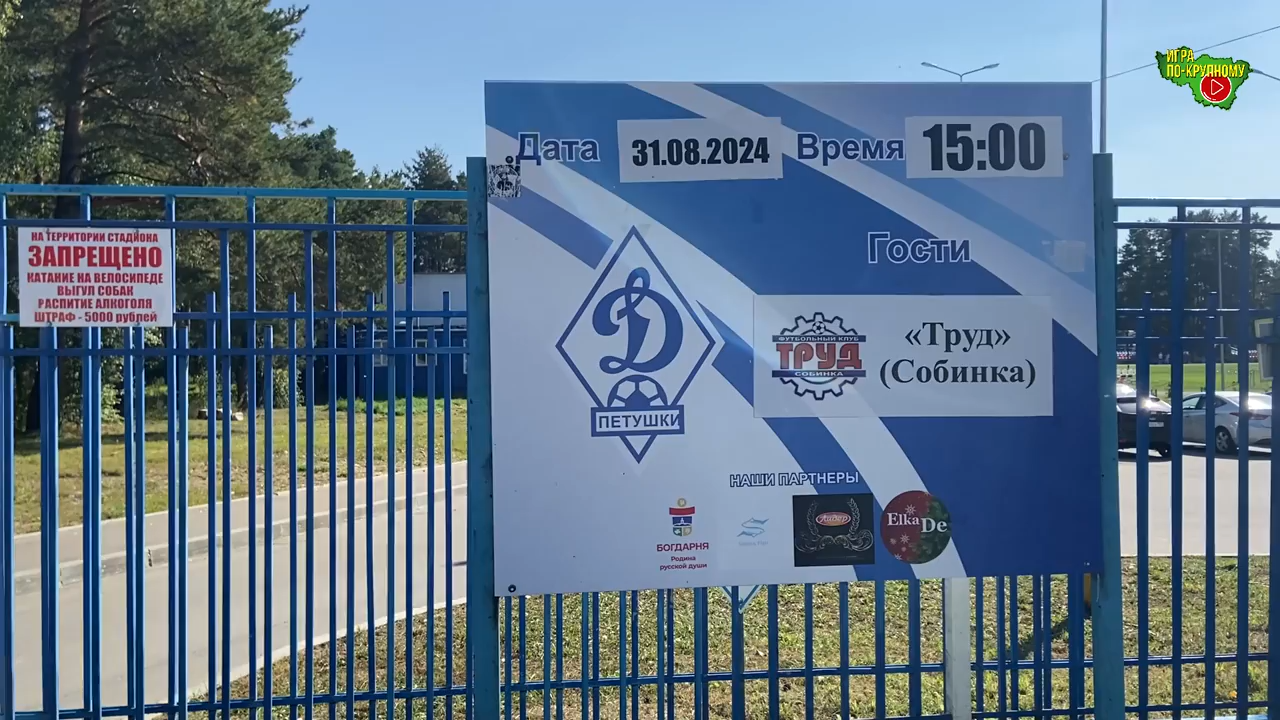 ИГРА
ПО-КРУПНОМУ
Дата 31.08.2024 Время 15:00
Гости
НА ТЕРРИТОРИИ СТАДИОНА
ЗАПРЕЩЕНО
КАТАНИЕ НА ВЕЛОСИПЕДЕ
ВЫГУЛ СОБАК
РАСПИТИЕ АЛКОГОЛЯ
ШТРАФ - 5000 рублей
Д
ПЕТУШКИ
ФУТБОЛЬНЫЙ КЛУБ
ТРУД
СОБИНКА
«Труд»
(Собинка)
НАШИ ПАРТНЕРЫ
БОГДАРНЯ
Родина
русской души
Лидер
ElkaDe